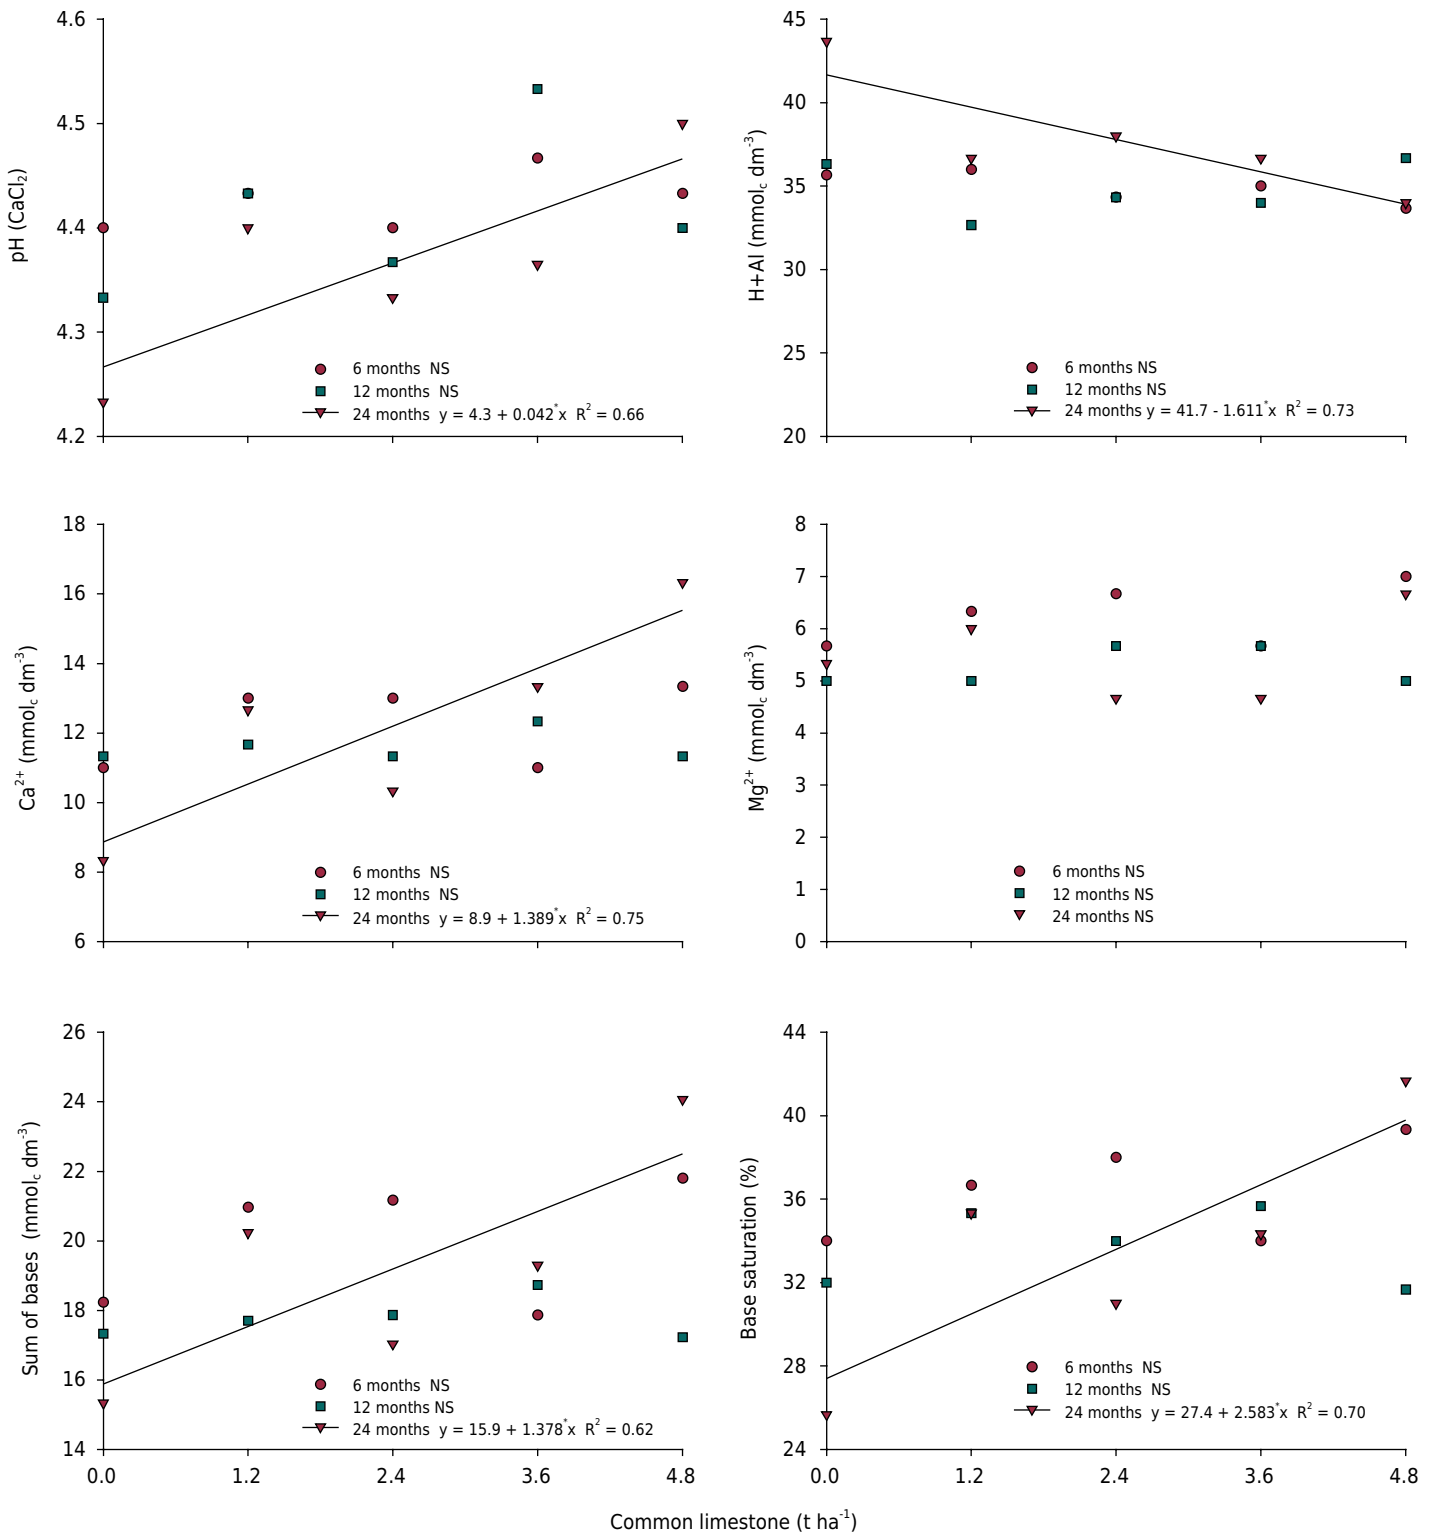 4.6
4.5
4.4
4.3
4.2
pH (CaCl₂)
6 months NS
12 months NS
24 months y = 4.3 + 0.042*x R² = 0.66
45
40
35
30
25
20
H+Al (mmol꜀ dm⁻³)
6 months NS
12 months NS
24 months y = 41.7 - 1.611*x R² = 0.73
18
16
14
12
10
8
6
Ca²⁺ (mmol꜀ dm⁻³)
6 months NS
12 months NS
24 months y = 8.9 + 1.389*x R² = 0.75
8
7
6
5
4
3
2
1
0
Mg²⁺ (mmol꜀ dm⁻³)
6 months NS
12 months NS
24 months NS
26
24
22
20
18
16
14
Sum of bases (mmol꜀ dm⁻³)
6 months NS
12 months NS
24 months y = 15.9 + 1.378*x R² = 0.62
0.0 1.2 2.4 3.6 4.8
44
40
36
32
28
24
Base saturation (%)
6 months NS
12 months NS
24 months y = 27.4 + 2.583*x R² = 0.70
0.0 1.2 2.4 3.6 4.8
Common limestone (t ha⁻¹)